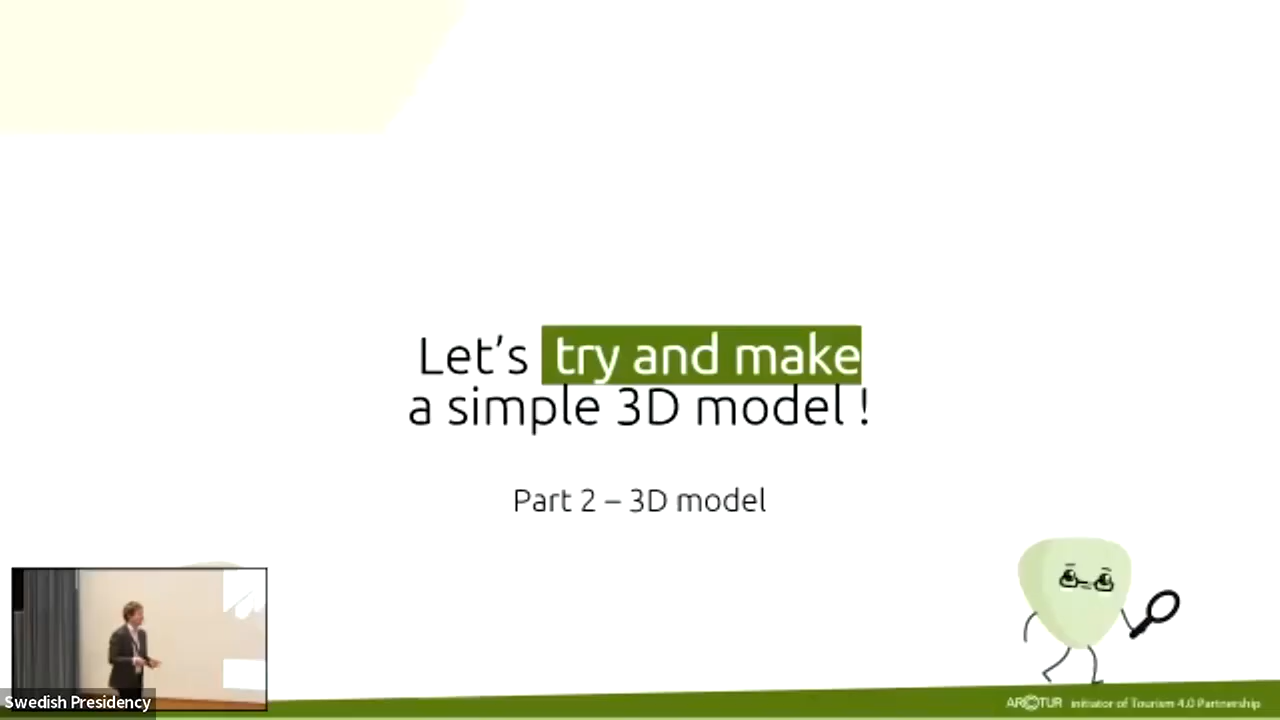 Let’s try and make
a simple 3D model !
Part 2 – 3D model
Swedish Presidency
ARCTUR initiator of Tourism 4.0 Partnership